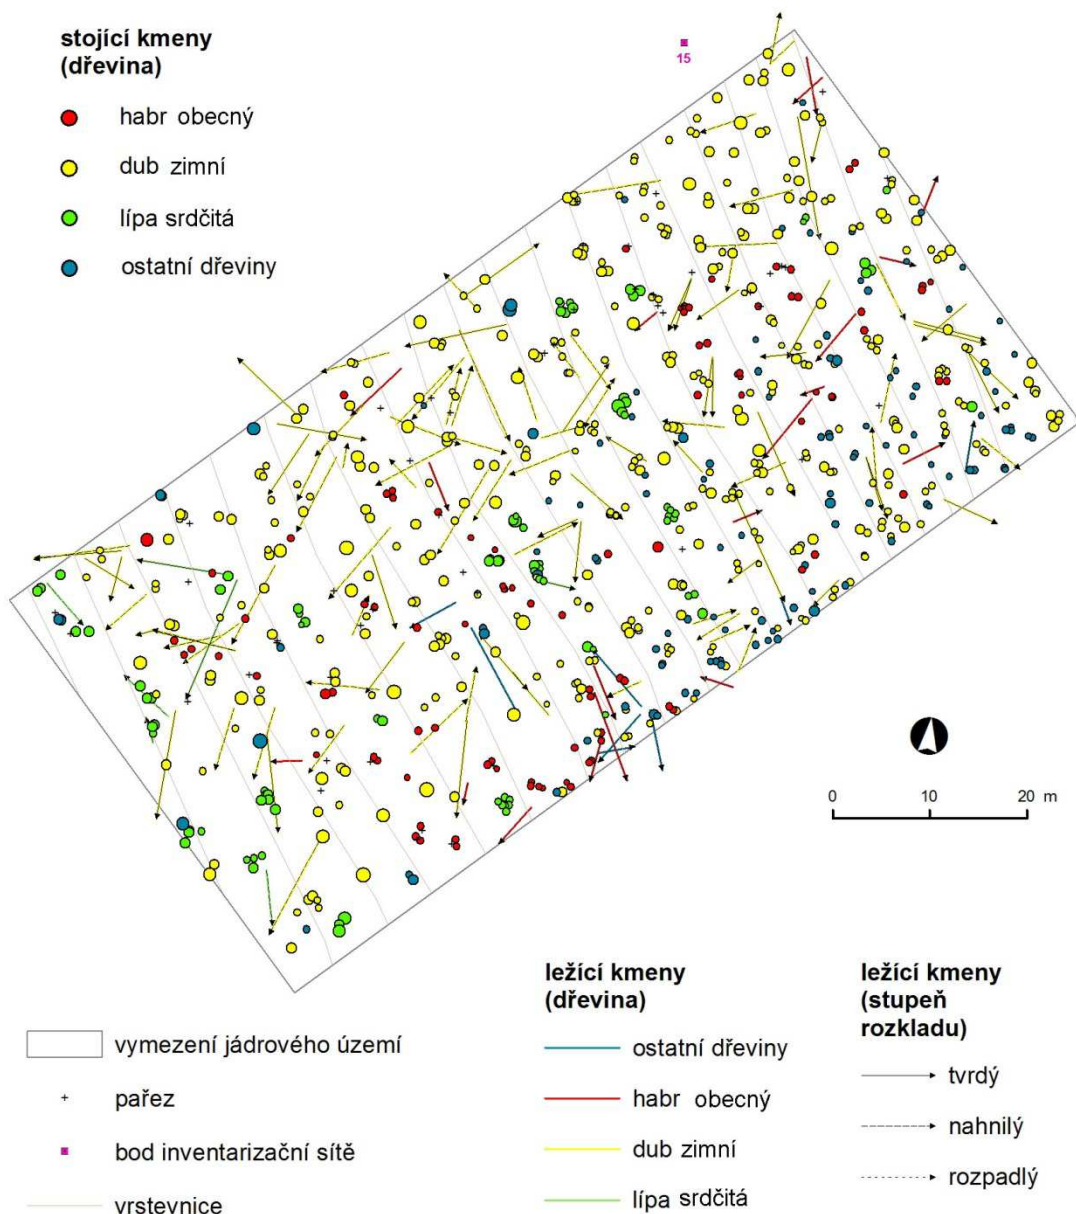 stojící kmeny
(dřevina)
habr obecný
dub zimní
lípa srdčitá
ostatní dřeviny
15
0 10 20 m
vymezení jádrového území
pařez
bod inventarizační sítě
vrstevnice
ležící kmeny
(dřevina)
ostatní dřeviny
habr obecný
dub zimní
lípa srdčitá
ležící kmeny
(stupeň
rozkladu)
tvrdý
nahnilý
rozpadlý